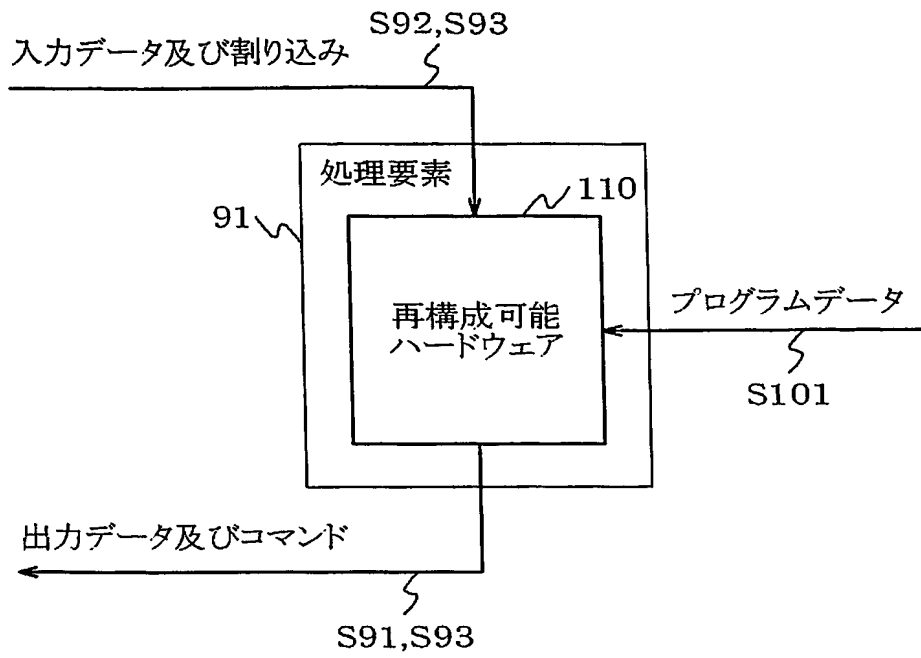 S92,S93
入力データ及び割り込み
処理要素
110
91
再構成可能
ハードウェア
プログラムデータ
S101
出力データ及びコマンド
S91,S93